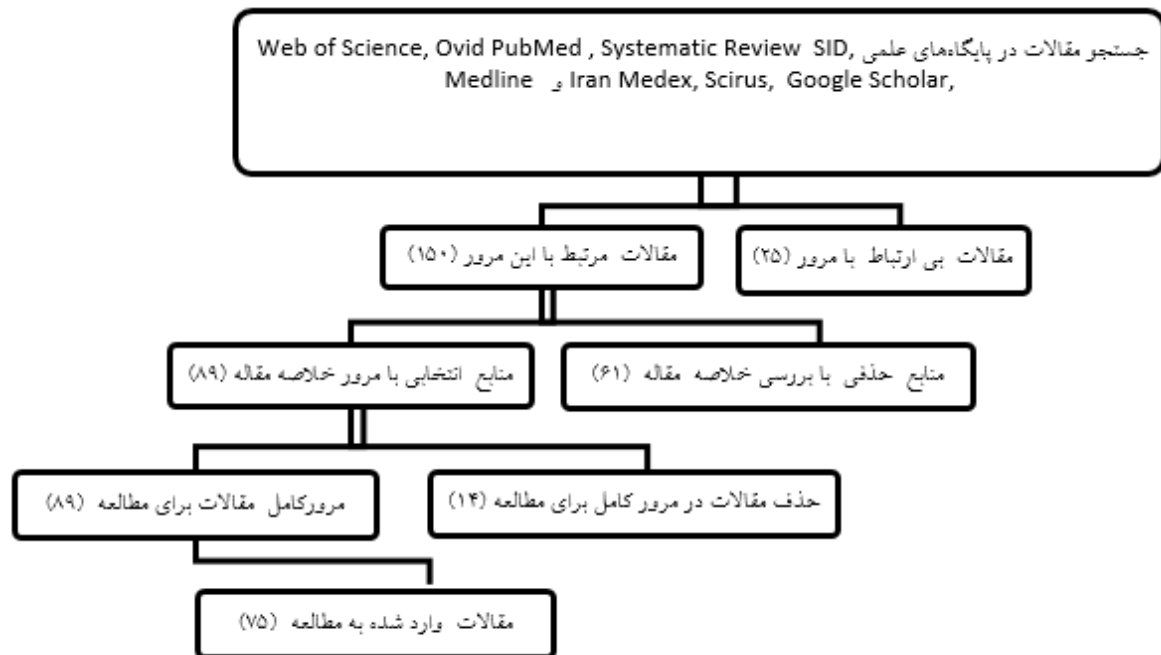 جستجو مقالات در پایگاه‌های علمی Web of Science, Ovid PubMed , Systematic Review SID,
Iran Medex, Scirus, Google Scholar, و Medline
مقالات بی ارتباط با مرور (۲۵)
مقالات مرتبط با این مرور (۱۵۰)
منابع حذفی با بررسی خلاصه مقاله (۶۱)
منابع انتخابی با مرور خلاصه مقاله (۸۹)
حذف مقالات در مرور کامل برای مطالعه (۱۴)
مرورکامل مقالات برای مطالعه (۸۹)
مقالات وارد شده به مطالعه (۷۵)